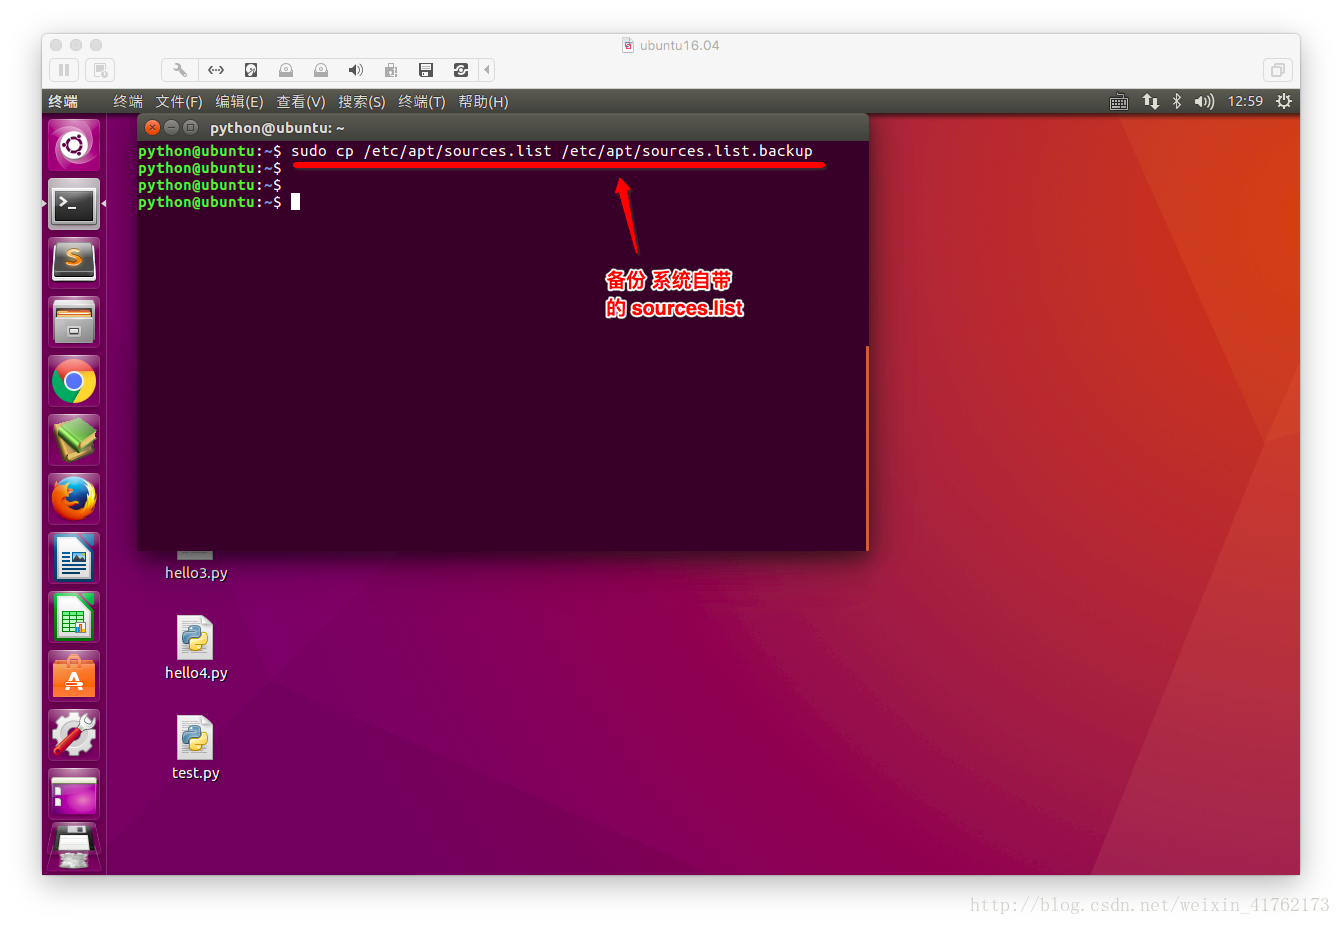 ubuntu16.04
终端 终端 文件(F) 编辑(E) 查看(V) 搜索(S) 终端(T) 帮助(H) 12:59
python@ubuntu: ~
python@ubuntu:~$ sudo cp /etc/apt/sources.list /etc/apt/sources.list.backup
python@ubuntu:~$
python@ubuntu:~$
python@ubuntu:~$
备份 系统自带
的 sources.list
hello3.py
hello4.py
test.py
http://blog.csdn.net/weixin_41762173